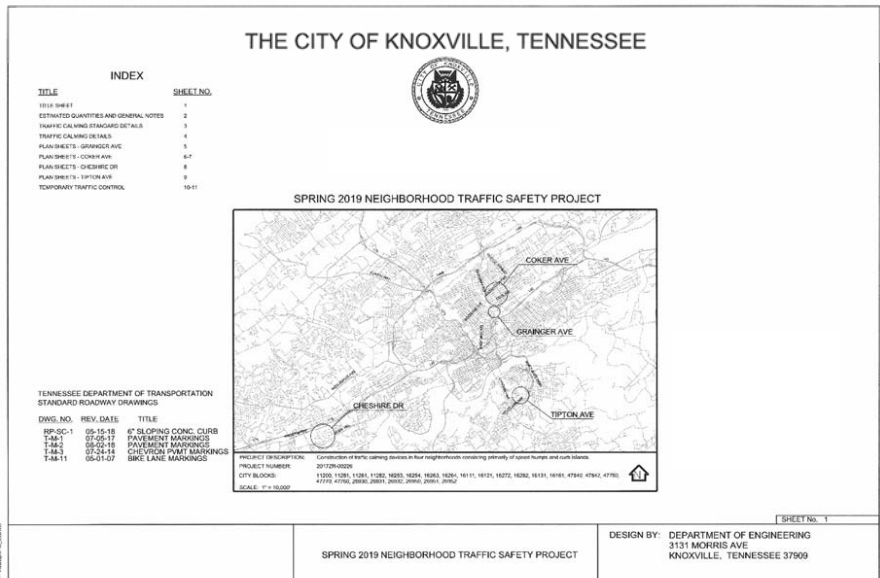 THE CITY OF KNOXVILLE, TENNESSEE
INDEX
TITLE SHEET NO.
TITLE SHEET 1
ESTIMATED QUANTITIES AND GENERAL NOTES 2
TRAFFIC CALMING STANDARD DETAILS 3
TRAFFIC CALMING DETAILS 4
PLAN SHEETS - GRAINGER AVE 5
PLAN SHEETS - COKER AVE 6-7
PLAN SHEETS - CHESHIRE DR 8
PLAN SHEETS - TIPTON AVE 9
TEMPORARY TRAFFIC CONTROL 10-11
SPRING 2019 NEIGHBORHOOD TRAFFIC SAFETY PROJECT
COKER AVE
GRAINGER AVE
CHESHIRE DR
TIPTON AVE
TENNESSEE DEPARTMENT OF TRANSPORTATION
STANDARD ROADWAY DRAWINGS
DWG. NO. REV. DATE TITLE
RP-SC-1 05-15-18 6" SLOPING CONC. CURB
T-M-1 07-05-17 PAVEMENT MARKINGS
T-M-2 08-02-18 PAVEMENT MARKINGS
T-M-3 07-24-14 CHEVRON PVMT MARKINGS
T-M-11 05-01-07 BIKE LANE MARKINGS
PROJECT DESCRIPTION: Construction of traffic calming devices in four neighborhoods consisting primarily of speed humps and curb islands.
PROJECT NUMBER:
CITY BLOCKS:
SCALE: 1" = 10,000'
SHEET No. 1
SPRING 2019 NEIGHBORHOOD TRAFFIC SAFETY PROJECT
DESIGN BY: DEPARTMENT OF ENGINEERING
3131 MORRIS AVE
KNOXVILLE, TENNESSEE 37909